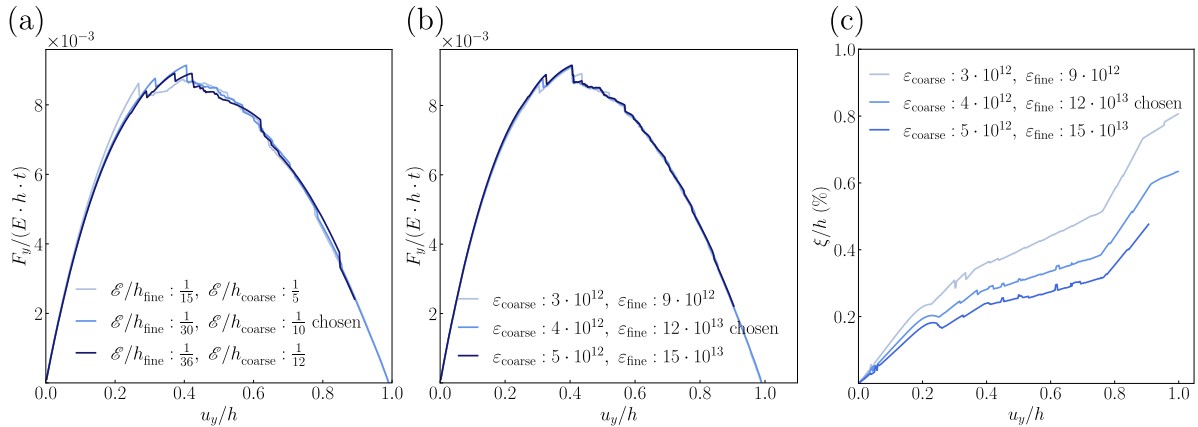 (a)
×10⁻³
8
6
4
2
F_y/(E · h · t)
ℰ/h_fine : 1/15, ℰ/h_coarse : 1/5
ℰ/h_fine : 1/30, ℰ/h_coarse : 1/10 chosen
ℰ/h_fine : 1/36, ℰ/h_coarse : 1/12
0.0 0.2 0.4 0.6 0.8 1.0
u_y/h
(b)
×10⁻³
8
6
4
2
F_y/(E · h · t)
ε_coarse : 3 · 10¹², ε_fine : 9 · 10¹²
ε_coarse : 4 · 10¹², ε_fine : 12 · 10¹³ chosen
ε_coarse : 5 · 10¹², ε_fine : 15 · 10¹³
0.0 0.2 0.4 0.6 0.8 1.0
u_y/h
(c)
1.0
0.8
0.6
0.4
0.2
ξ/h (%)
ε_coarse : 3 · 10¹², ε_fine : 9 · 10¹²
ε_coarse : 4 · 10¹², ε_fine : 12 · 10¹³ chosen
ε_coarse : 5 · 10¹², ε_fine : 15 · 10¹³
0.0 0.2 0.4 0.6 0.8 1.0
u_y/h